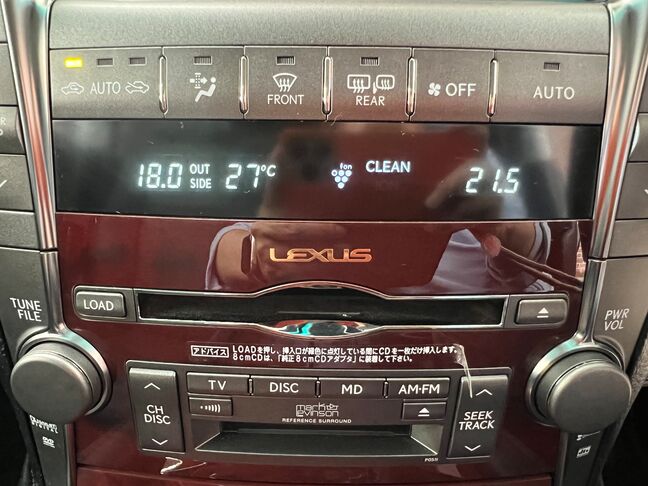 AUTO
FRONT
REAR
OFF
AUTO
18.0 OUT SIDE 27°C
ion
CLEAN
21.5
LEXUS
TUNE
FILE
LOAD
PWR
VOL
アドバイス LOADを押し、挿入口が緑色に点灯している間にCDを一枚だけ挿入します。
8cmCDは、「純正8cmCDアダプタ」に装着して下さい。
TV
DISC
MD
AM・FM
CH
DISC
Mark Levinson
REFERENCE SURROUND
SEEK
TRACK